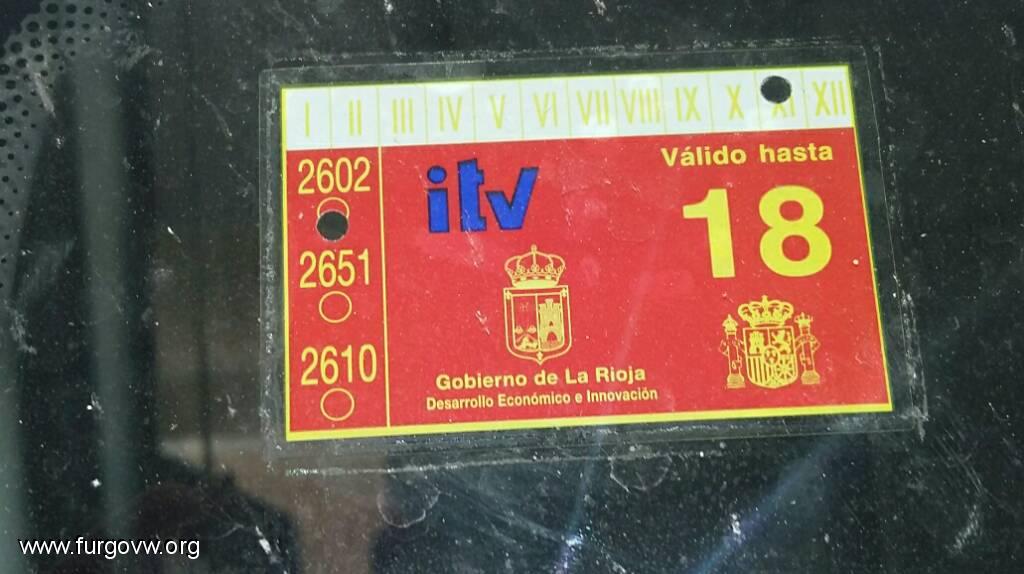 I II III IV V VI VII VIII IX X XI XII
Válido hasta
2602
itv
18
2651
2610
Gobierno de La Rioja
Desarrollo Económico e Innovación
www.furgovw.org